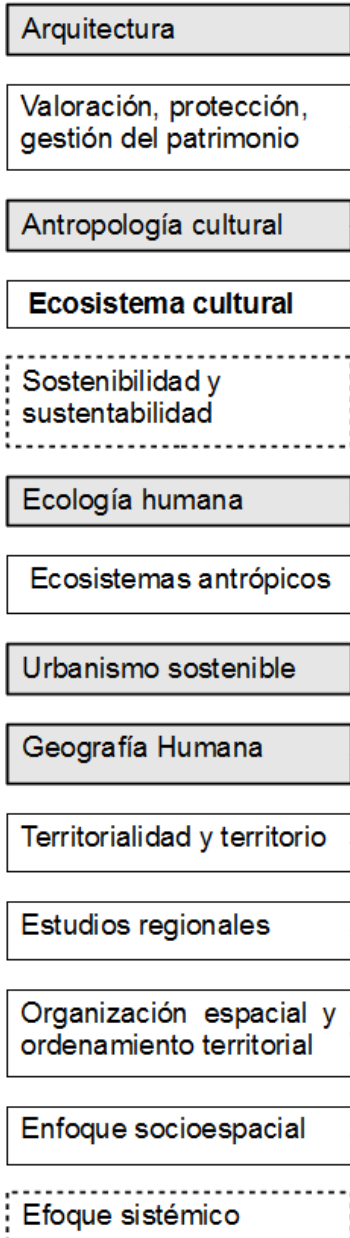 Arquitectura
Valoración, protección,
gestión del patrimonio
Antropología cultural
Ecosistema cultural
Sostenibilidad y
sustentabilidad
Ecología humana
Ecosistemas antrópicos
Urbanismo sostenible
Geografía Humana
Territorialidad y territorio
Estudios regionales
Organización espacial y
ordenamiento territorial
Enfoque socioespacial
Efoque sistémico